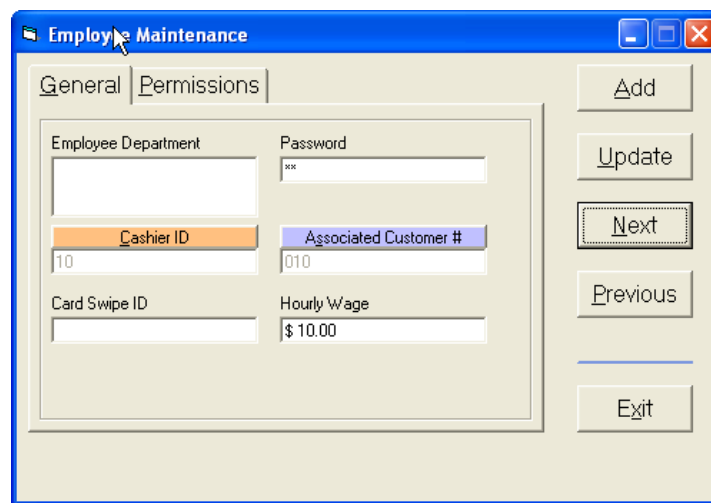 Employee Maintenance
General Permissions
Employee Department
Password
**
Cashier ID
10
Associated Customer #
010
Card Swipe ID
Hourly Wage
$ 10.00
Add
Update
Next
Previous
Exit